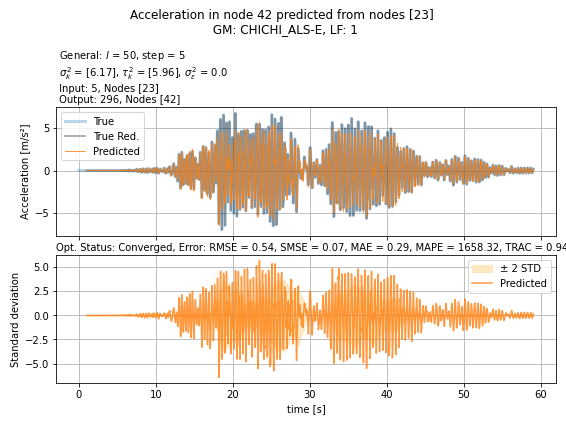 Acceleration in node 42 predicted from nodes [23]
GM: CHICHI_ALS-E, LF: 1
General: l = 50, step = 5
σ²ₖ = [6.17], τ²ₖ = [5.96], σ²ε = 0.0
Input: 5, Nodes [23]
Output: 296, Nodes [42]
True
True Red.
Predicted
Acceleration [m/s²]
5
0
−5
Opt. Status: Converged, Error: RMSE = 0.54, SMSE = 0.07, MAE = 0.29, MAPE = 1658.32, TRAC = 0.94
± 2 STD
Predicted
Standard deviation
5.0
2.5
0.0
−2.5
−5.0
0 10 20 30 40 50 60
time [s]